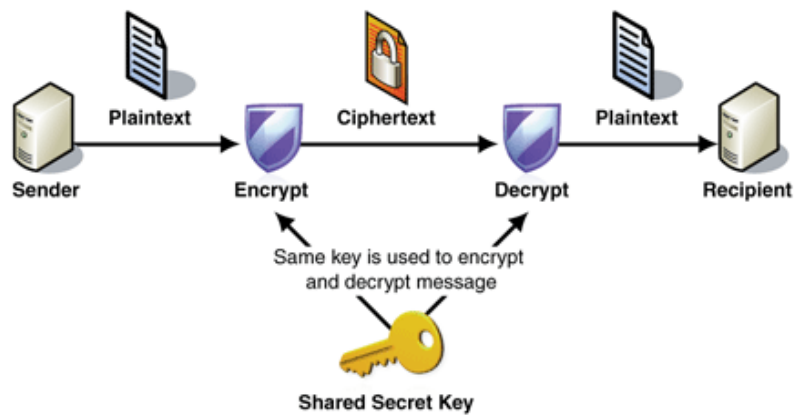 Plaintext
Ciphertext
Plaintext
Sender
Encrypt
Decrypt
Recipient
Same key is used to encrypt
and decrypt message
Shared Secret Key